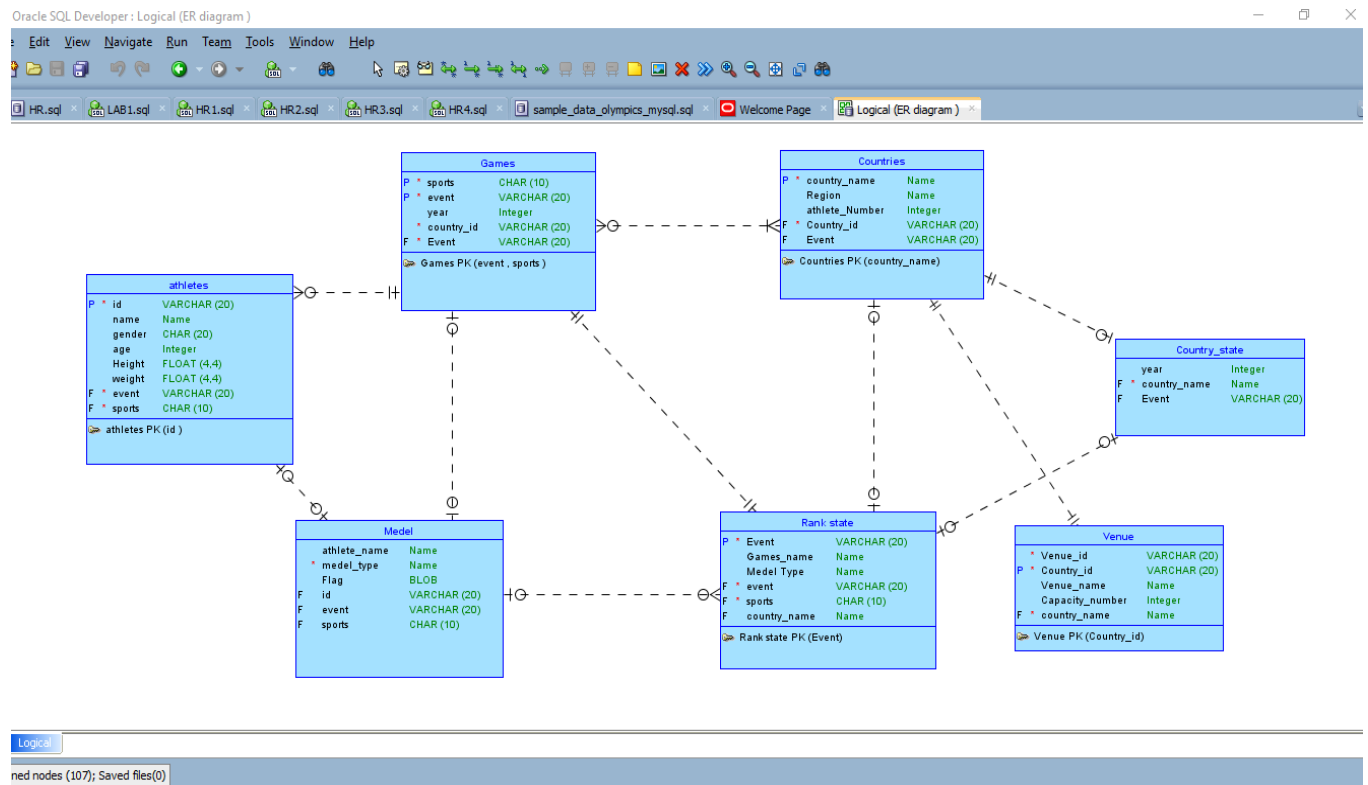 Oracle SQL Developer : Logical (ER diagram )
Edit View Navigate Run Team Tools Window Help
HR.sql LAB1.sql HR1.sql HR2.sql HR3.sql HR4.sql sample_data_olympics_mysql.sql Welcome Page Logical (ER diagram )
Games
P * sports CHAR (10)
P * event VARCHAR (20)
year Integer
* country_id VARCHAR (20)
F * Event VARCHAR (20)
Games PK (event , sports )
Countries
P * country_name Name
Region Name
athlete_Number Integer
F * Country_id VARCHAR (20)
F Event VARCHAR (20)
Countries PK (country_name)
athletes
P * id VARCHAR (20)
name Name
gender CHAR (20)
age Integer
Height FLOAT (4,4)
weight FLOAT (4,4)
F * event VARCHAR (20)
F * sports CHAR (10)
athletes PK (id )
Country_state
year Integer
F * country_name Name
F Event VARCHAR (20)
Medel
athlete_name Name
* medel_type Name
Flag BLOB
F id VARCHAR (20)
F event VARCHAR (20)
F sports CHAR (10)
Rank state
P * Event VARCHAR (20)
Games_name Name
Medel Type Name
F * event VARCHAR (20)
F * sports CHAR (10)
F country_name Name
Rank state PK (Event)
Venue
* Venue_id VARCHAR (20)
P * Country_id VARCHAR (20)
Venue_name Name
Capacity_number Integer
F * country_name Name
Venue PK (Country_id)
Logical
ned nodes (107); Saved files(0)